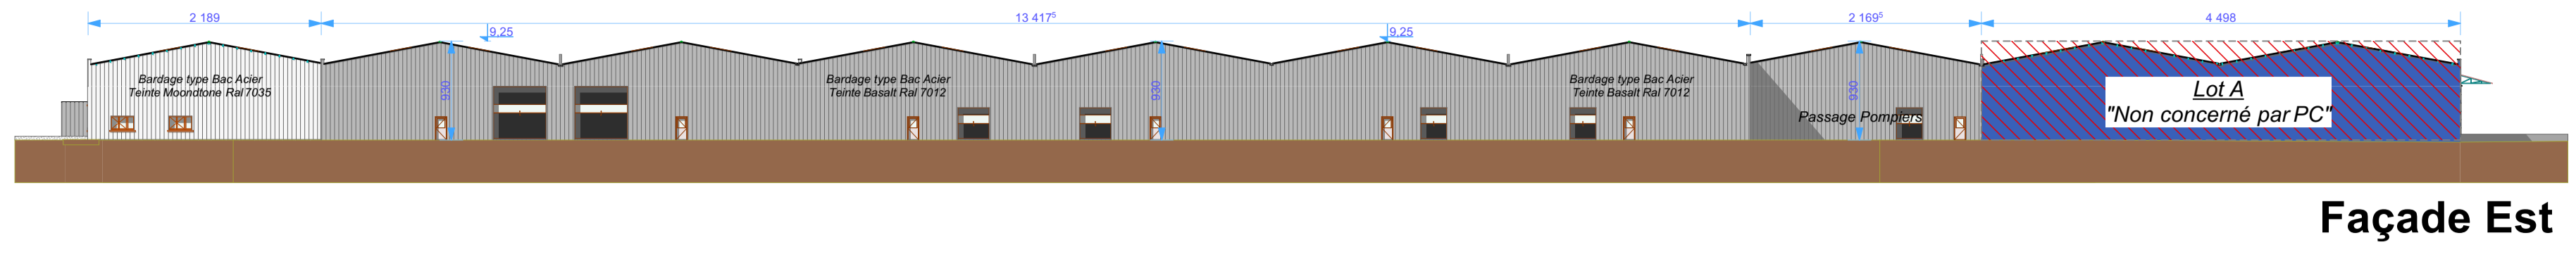 2 189
13 417⁵
2 169⁵
4 498
9,25
9,25
Bardage type Bac Acier
Teinte Moondtone Ral 7035
930
Bardage type Bac Acier
Teinte Basalt Ral 7012
930
Bardage type Bac Acier
Teinte Basalt Ral 7012
930
Passage Pompiers
Lot A
"Non concerné par PC"
Façade Est